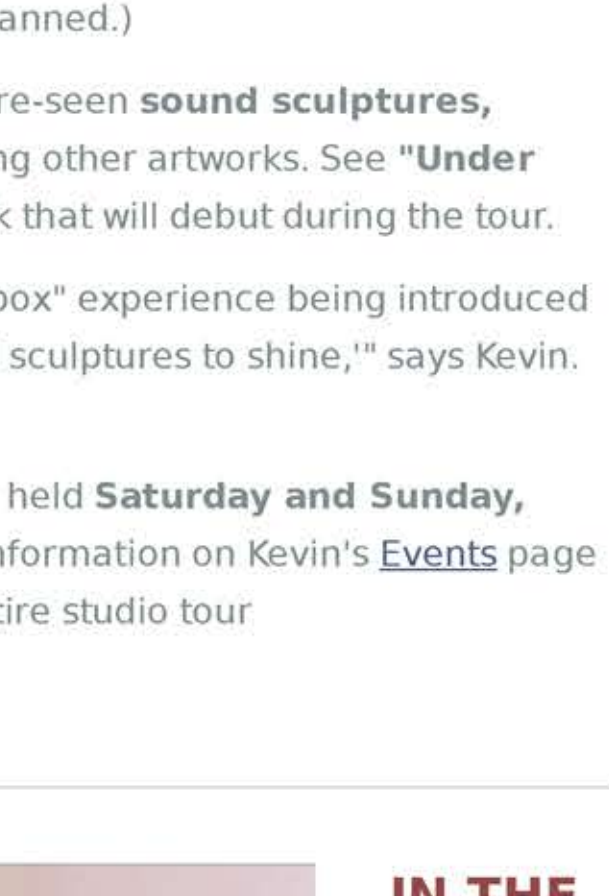 anned.)
re-seen sound sculptures,
ng other artworks. See "Under
k that will debut during the tour.
box" experience being introduced
sculptures to shine,'" says Kevin.
held Saturday and Sunday,
nformation on Kevin's Events page
tire studio tour
IN THE